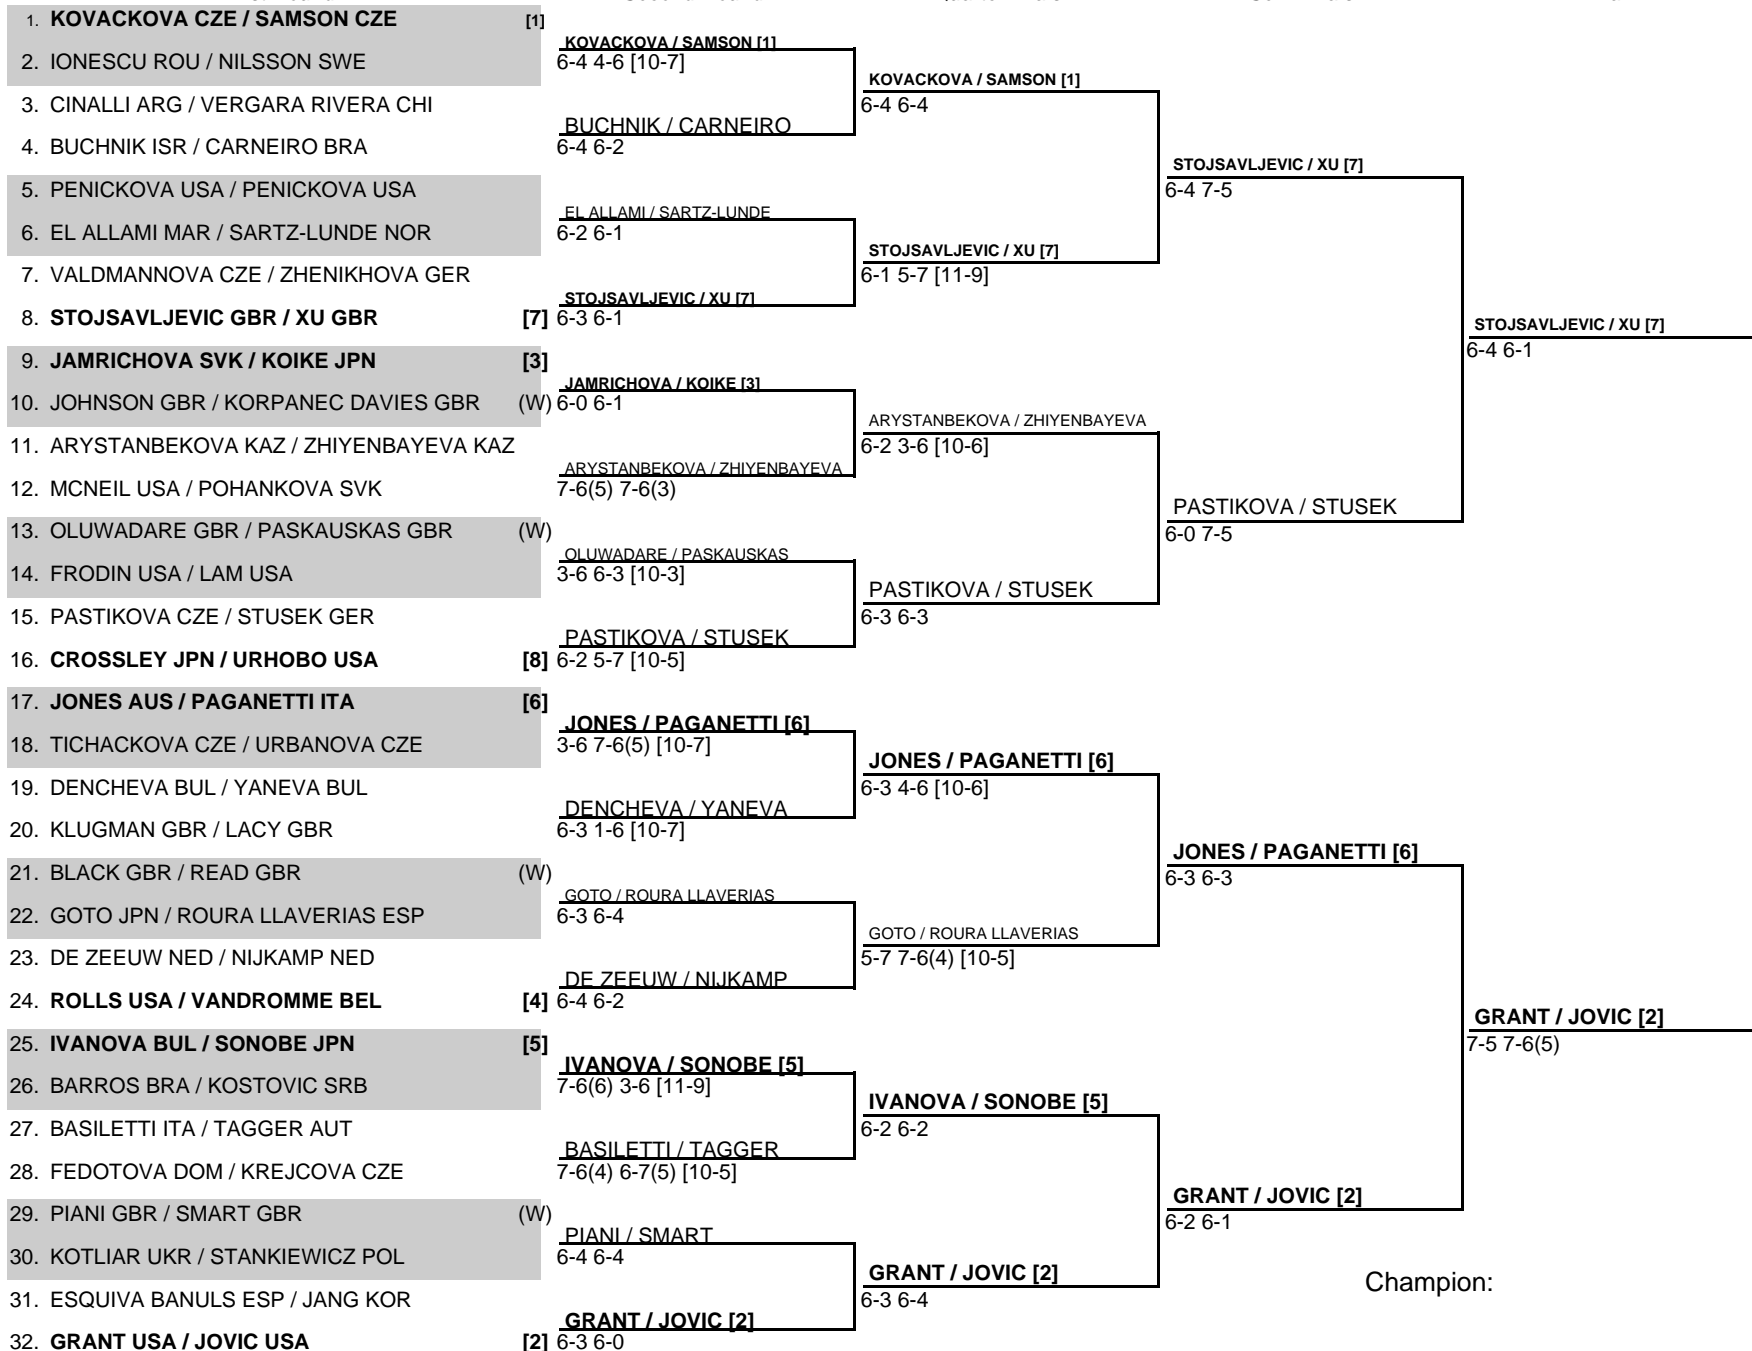 1. KOVACKOVA CZE / SAMSON CZE [1]
2. IONESCU ROU / NILSSON SWE
3. CINALLI ARG / VERGARA RIVERA CHI
4. BUCHNIK ISR / CARNEIRO BRA
5. PENICKOVA USA / PENICKOVA USA
6. EL ALLAMI MAR / SARTZ-LUNDE NOR
7. VALDMANNOVA CZE / ZHENIKHOVA GER
8. STOJSAVLJEVIC GBR / XU GBR [7]
9. JAMRICHOVA SVK / KOIKE JPN [3]
10. JOHNSON GBR / KORPANEC DAVIES GBR (W)
11. ARYSTANBEKOVA KAZ / ZHIYENBAYEVA KAZ
12. MCNEIL USA / POHANKOVA SVK
13. OLUWADARE GBR / PASKAUSKAS GBR (W)
14. FRODIN USA / LAM USA
15. PASTIKOVA CZE / STUSEK GER
16. CROSSLEY JPN / URHOBO USA [8]
17. JONES AUS / PAGANETTI ITA [6]
18. TICHACKOVA CZE / URBANOVA CZE
19. DENCHEVA BUL / YANEVA BUL
20. KLUGMAN GBR / LACY GBR
21. BLACK GBR / READ GBR (W)
22. GOTO JPN / ROURA LLAVERIAS ESP
23. DE ZEEUW NED / NIJKAMP NED
24. ROLLS USA / VANDROMME BEL [4]
25. IVANOVA BUL / SONOBE JPN [5]
26. BARROS BRA / KOSTOVIC SRB
27. BASILETTI ITA / TAGGER AUT
28. FEDOTOVA DOM / KREJCOVA CZE
29. PIANI GBR / SMART GBR (W)
30. KOTLIAR UKR / STANKIEWICZ POL
31. ESQUIVA BANULS ESP / JANG KOR
32. GRANT USA / JOVIC USA [2]
KOVACKOVA / SAMSON [1]
6-4 4-6 [10-7]
BUCHNIK / CARNEIRO
6-4 6-2
EL ALLAMI / SARTZ-LUNDE
6-2 6-1
STOJSAVLJEVIC / XU [7]
6-3 6-1
JAMRICHOVA / KOIKE [3]
6-0 6-1
ARYSTANBEKOVA / ZHIYENBAYEVA
7-6(5) 7-6(3)
OLUWADARE / PASKAUSKAS
3-6 6-3 [10-3]
PASTIKOVA / STUSEK
6-2 5-7 [10-5]
JONES / PAGANETTI [6]
3-6 7-6(5) [10-7]
DENCHEVA / YANEVA
6-3 1-6 [10-7]
GOTO / ROURA LLAVERIAS
6-3 6-4
DE ZEEUW / NIJKAMP
6-4 6-2
IVANOVA / SONOBE [5]
7-6(6) 3-6 [11-9]
BASILETTI / TAGGER
7-6(4) 6-7(5) [10-5]
PIANI / SMART
6-4 6-4
GRANT / JOVIC [2]
6-3 6-0
KOVACKOVA / SAMSON [1]
6-4 6-4
STOJSAVLJEVIC / XU [7]
6-1 5-7 [11-9]
ARYSTANBEKOVA / ZHIYENBAYEVA
6-2 3-6 [10-6]
PASTIKOVA / STUSEK
6-3 6-3
JONES / PAGANETTI [6]
6-3 4-6 [10-6]
GOTO / ROURA LLAVERIAS
5-7 7-6(4) [10-5]
IVANOVA / SONOBE [5]
6-2 6-2
GRANT / JOVIC [2]
6-3 6-4
STOJSAVLJEVIC / XU [7]
6-4 7-5
PASTIKOVA / STUSEK
6-0 7-5
JONES / PAGANETTI [6]
6-3 6-3
GRANT / JOVIC [2]
6-2 6-1
STOJSAVLJEVIC / XU [7]
6-4 6-1
GRANT / JOVIC [2]
7-5 7-6(5)
Champion: